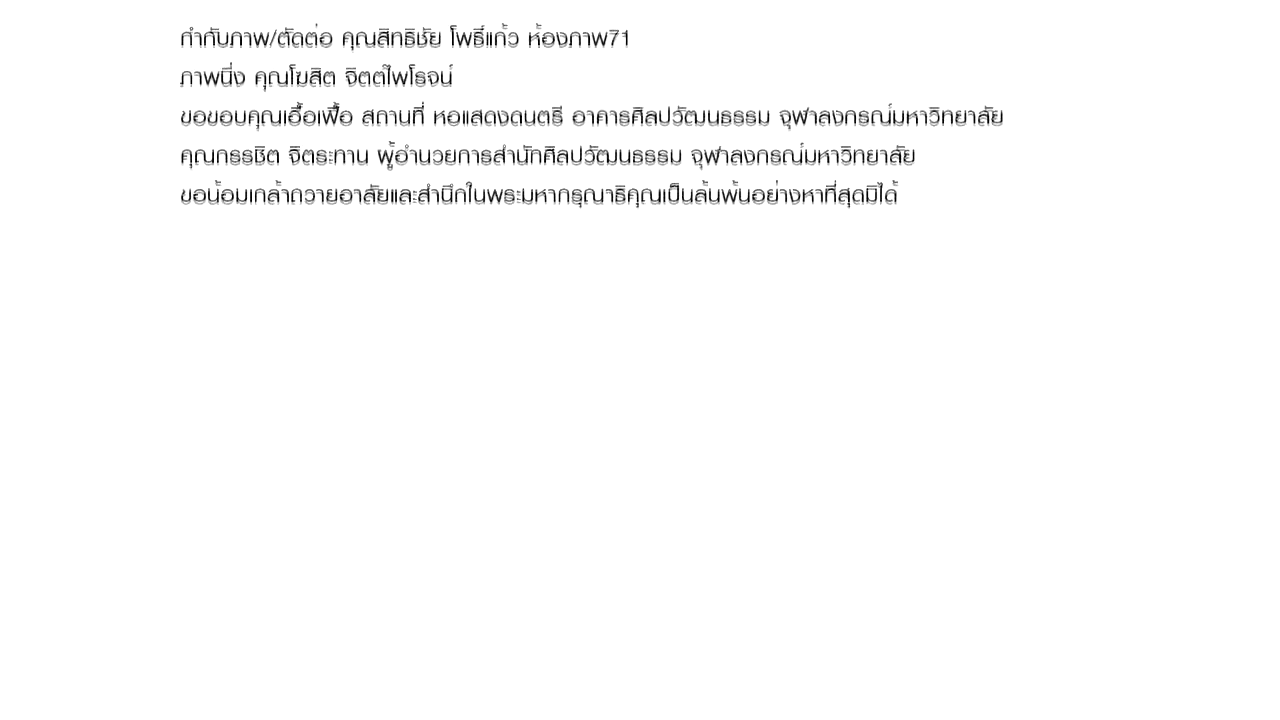 กำกับภาพ/ตัดต่อ คุณสิทธิชัย โพธิ์แก้ว ห้องภาพ71
ภาพนิ่ง คุณโฆสิต จิตตไพโรจน์
ขอขอบคุณเอื้อเฟื้อ สถานที่ หอแสดงดนตรี อาคารศิลปวัฒนธรรม จุฬาลงกรณ์มหาวิทยาลัย
คุณกรรชิต จิตระทาน ผู้อำนวยการสำนักศิลปวัฒนธรรม จุฬาลงกรณ์มหาวิทยาลัย
ขอน้อมเกล้าถวายอาลัยและสำนึกในพระมหากรุณาธิคุณเป็นล้นพ้นอย่างหาที่สุดมิได้